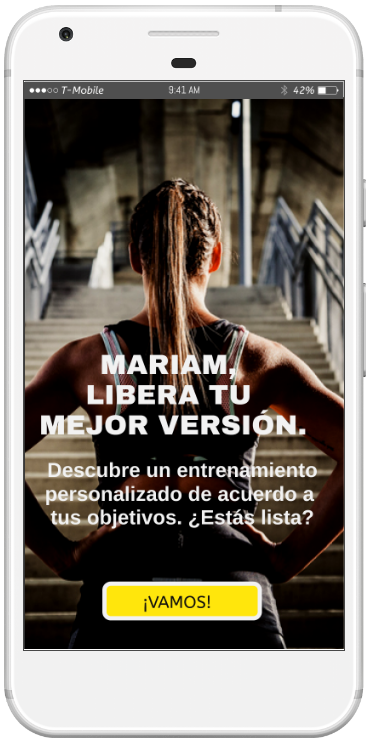 T-Mobile 9:41 AM 42%
MARIAM,
LIBERA TU
MEJOR VERSIÓN.
Descubre un entrenamiento
personalizado de acuerdo a
tus objetivos. ¿Estás lista?
¡VAMOS!